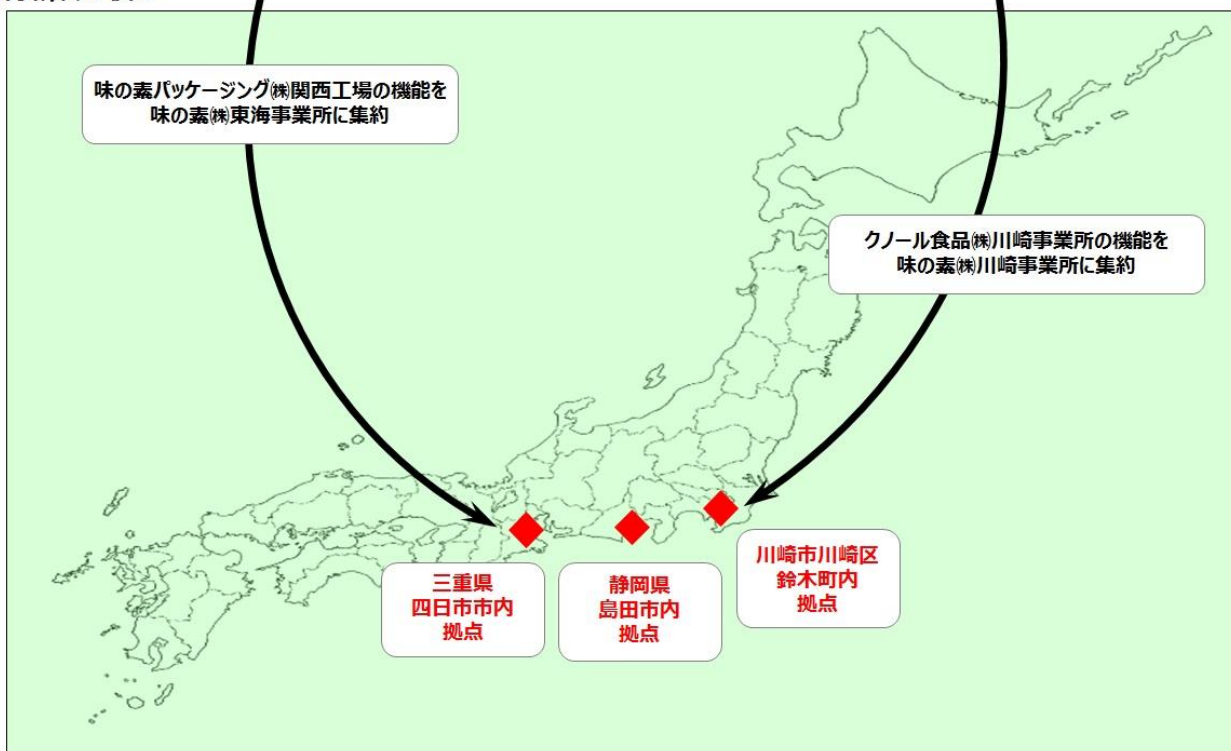 味の素パッケージング㈱関西工場の機能を
味の素㈱東海事業所に集約
クノール食品㈱川崎事業所の機能を
味の素㈱川崎事業所に集約
三重県
四日市市内
拠点
静岡県
島田市内
拠点
川崎市川崎区
鈴木町内
拠点